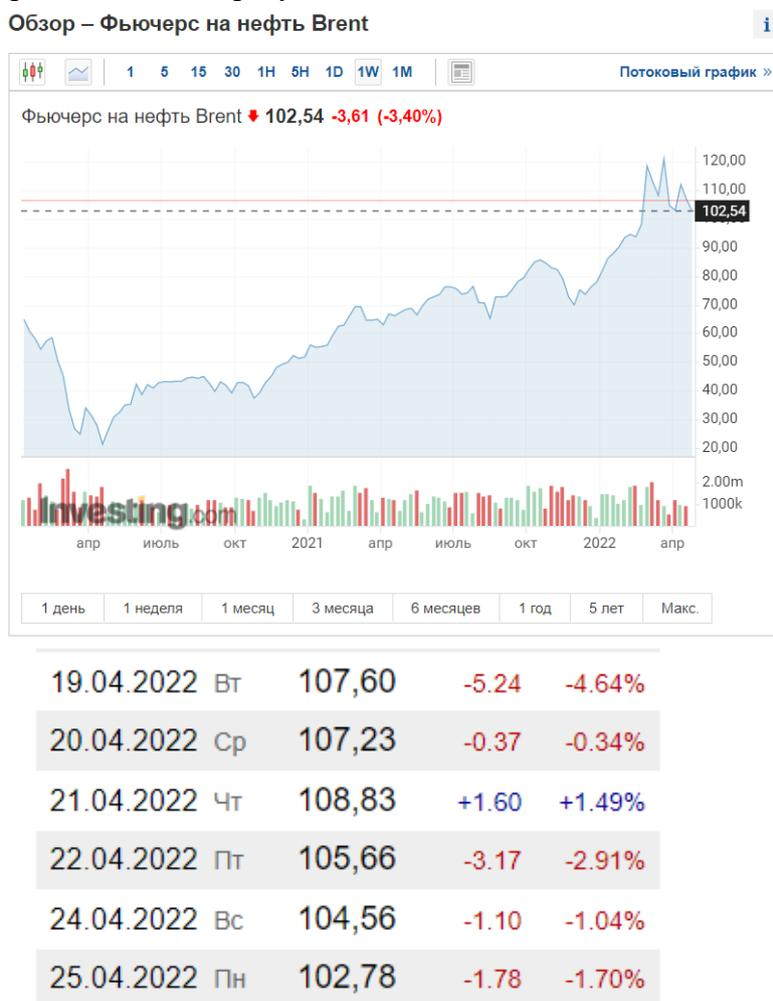 Обзор – Фьючерс на нефть Brent
i
1 5 15 30 1H 5H 1D 1W 1M Потоковый график »
Фьючерс на нефть Brent 102,54 -3,61 (-3,40%)
120,00
110,00
102,54
90,00
80,00
70,00
60,00
50,00
40,00
30,00
20,00
2.00m
1000k
Investing.com
апр июль окт 2021 апр июль окт 2022 апр
1 день 1 неделя 1 месяц 3 месяца 6 месяцев 1 год 5 лет Макс.
19.04.2022 Вт 107,60 -5.24 -4.64%
20.04.2022 Ср 107,23 -0.37 -0.34%
21.04.2022 Чт 108,83 +1.60 +1.49%
22.04.2022 Пт 105,66 -3.17 -2.91%
24.04.2022 Вс 104,56 -1.10 -1.04%
25.04.2022 Пн 102,78 -1.78 -1.70%